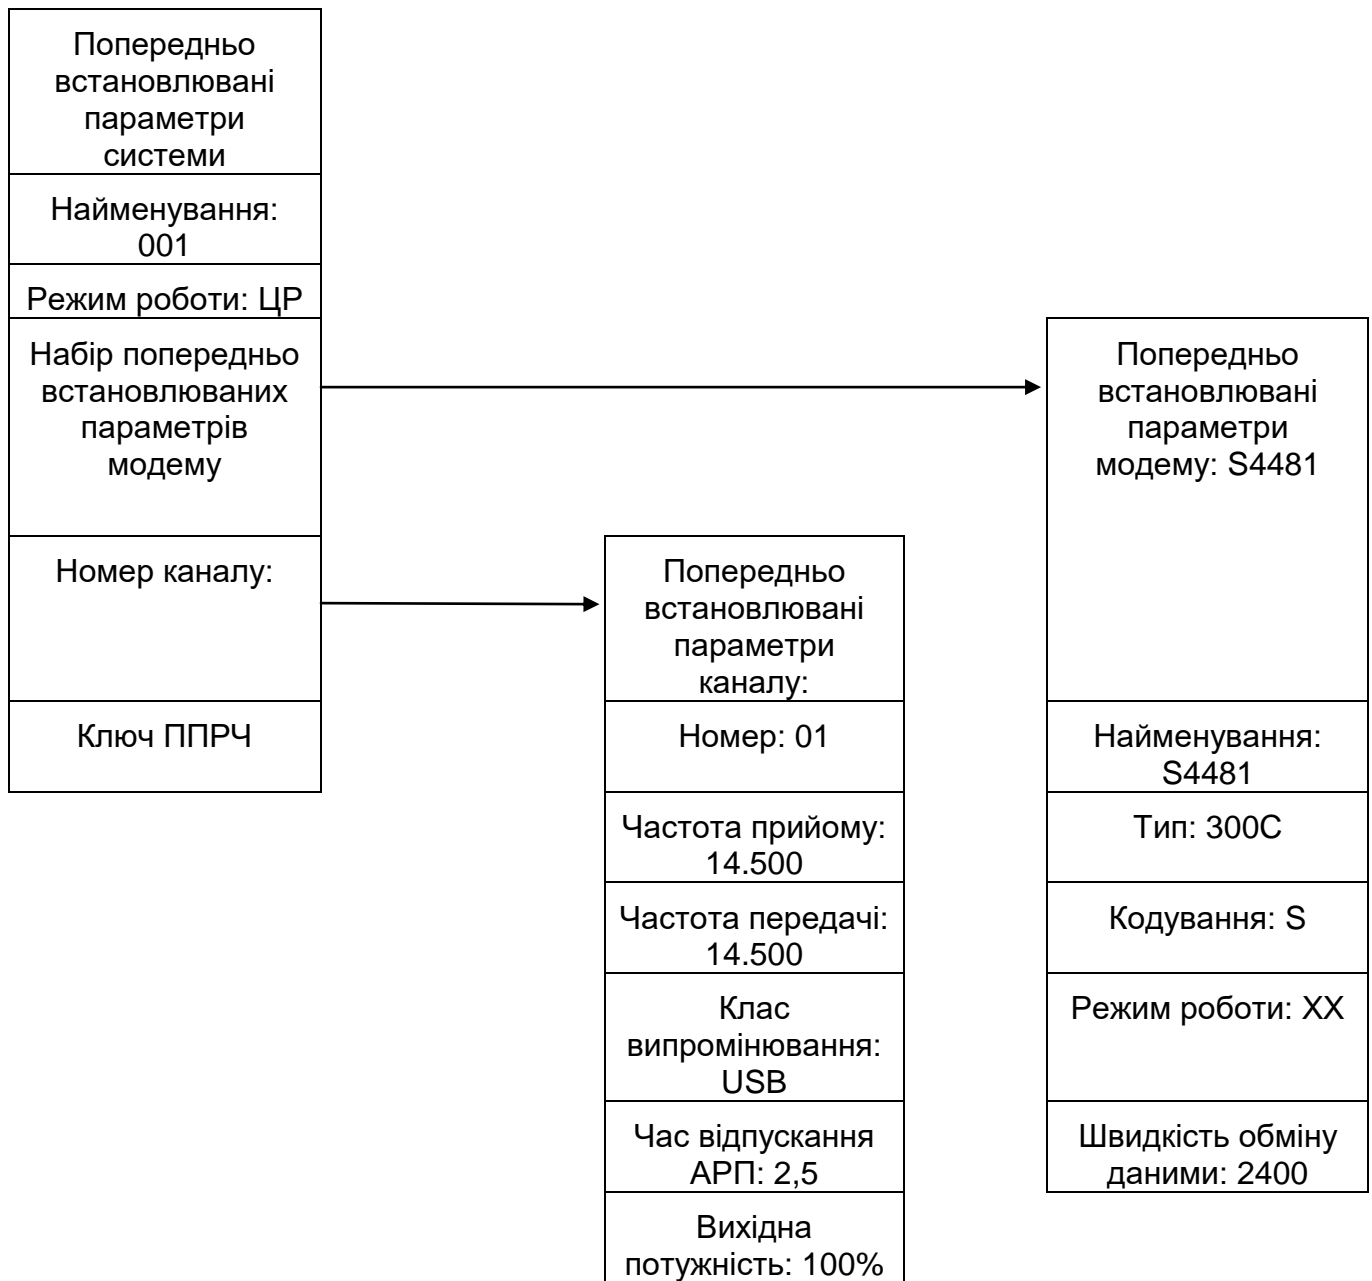 Попередньо
встановлювані
параметри
системи
Найменування:
001
Режим роботи: ЦР
Набір попередньо
встановлюваних
параметрів
модему
Номер каналу:
Ключ ППРЧ
Попередньо
встановлювані
параметри
каналу:
Номер: 01
Частота прийому:
14.500
Частота передачі:
14.500
Клас
випромінювання:
USB
Час відпускання
АРП: 2,5
Вихідна
потужність: 100%
Попередньо
встановлювані
параметри
модему: S4481
Найменування:
S4481
Тип: 300С
Кодування: S
Режим роботи: ХХ
Швидкість обміну
даними: 2400